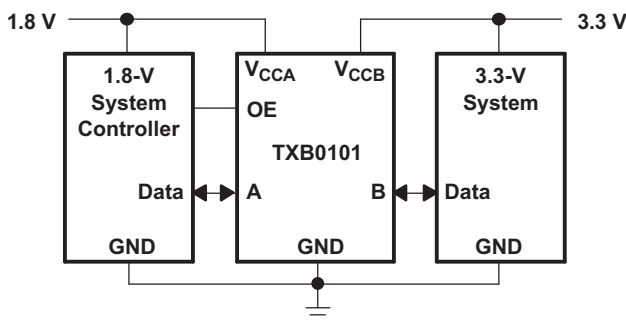 1.8 V
3.3 V
1.8-V
System
Controller
Data
GND
VCCA
VCCB
OE
TXB0101
A
B
GND
3.3-V
System
Data
GND